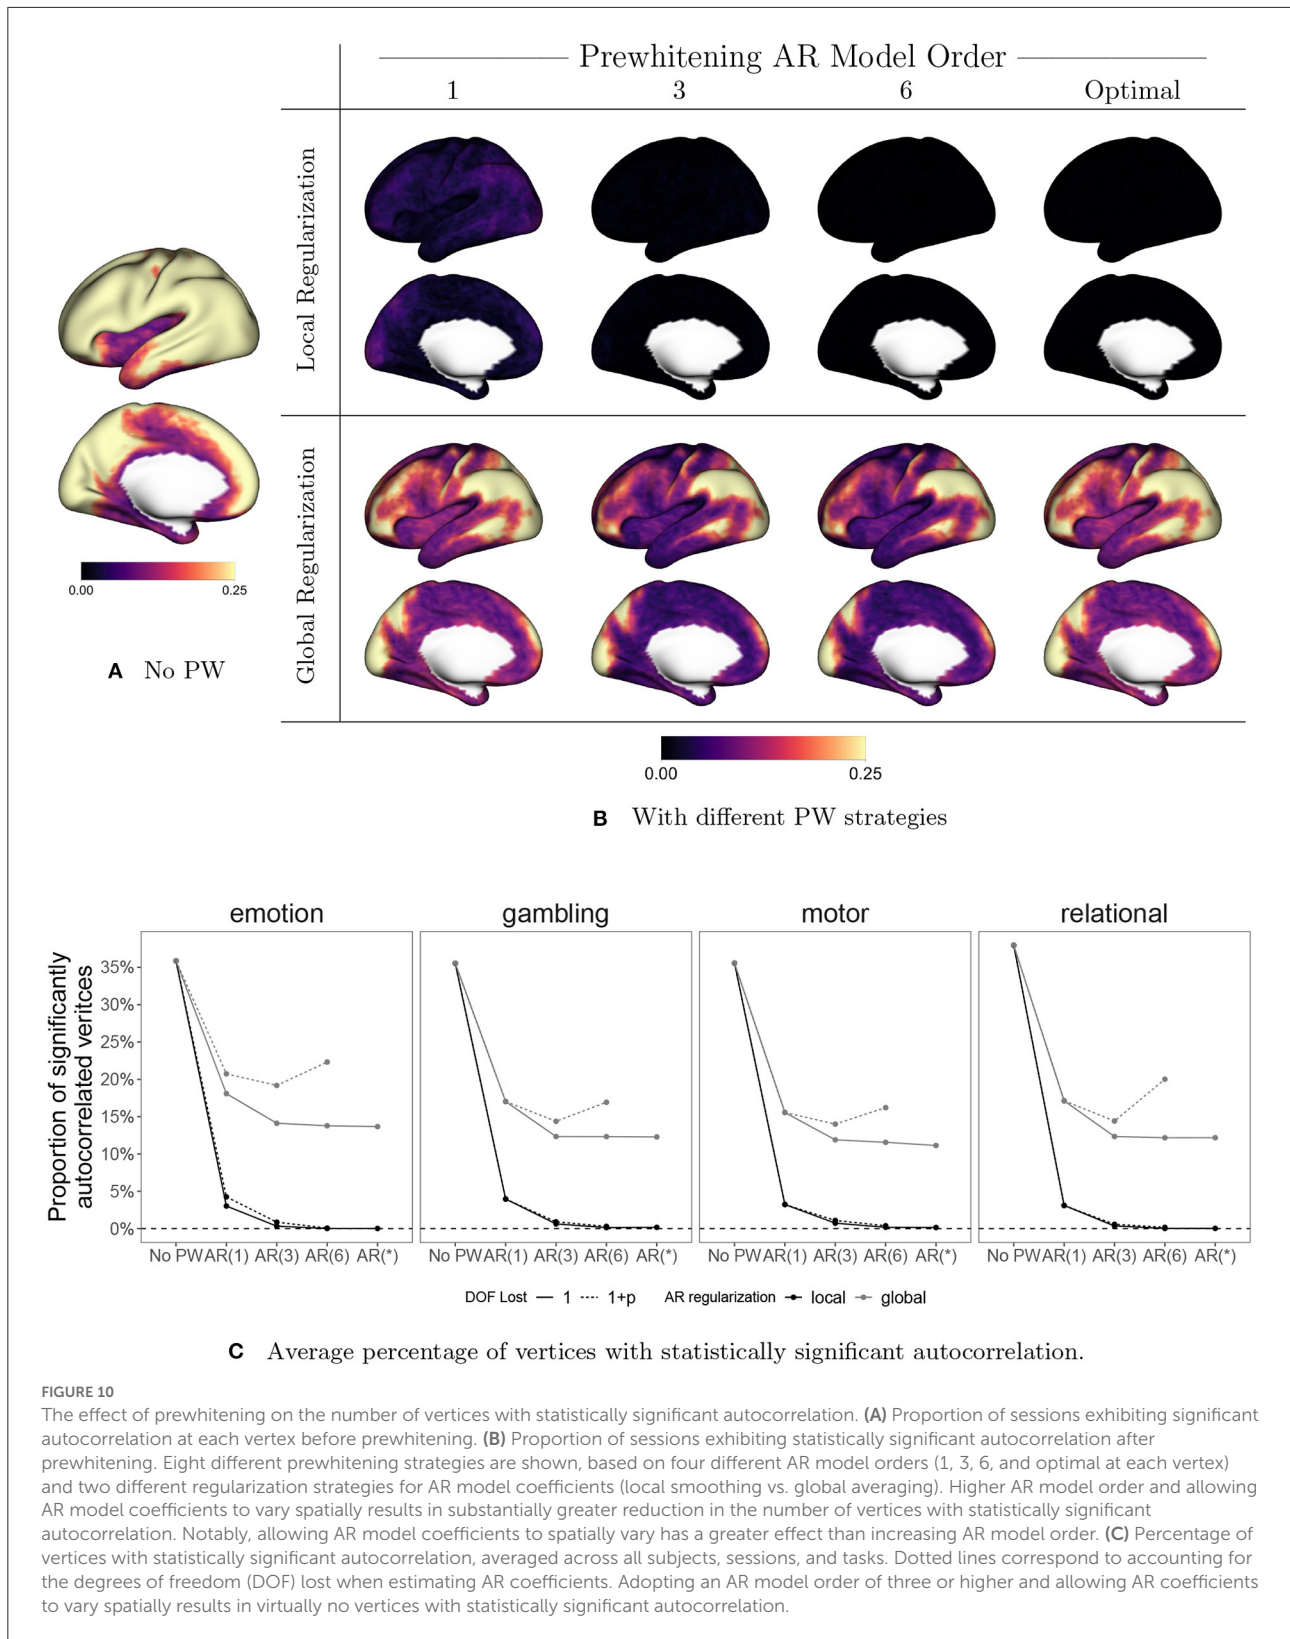 Prewhitening AR Model Order
1 3 6 Optimal
Local Regularization
Global Regularization
0.00 0.25
A No PW
0.00 0.25
B With different PW strategies
emotion gambling motor relational
Proportion of significantly
autocorrelated veritces
35%
30%
25%
20%
15%
10%
5%
0%
No PW AR(1) AR(3) AR(6) AR(*) No PW AR(1) AR(3) AR(6) AR(*) No PW AR(1) AR(3) AR(6) AR(*) No PW AR(1) AR(3) AR(6) AR(*)
DOF Lost 1 1+p AR regularization local global
C Average percentage of vertices with statistically significant autocorrelation.
FIGURE 10
The effect of prewhitening on the number of vertices with statistically significant autocorrelation. (A) Proportion of sessions exhibiting significant
autocorrelation at each vertex before prewhitening. (B) Proportion of sessions exhibiting statistically significant autocorrelation after
prewhitening. Eight different prewhitening strategies are shown, based on four different AR model orders (1, 3, 6, and optimal at each vertex)
and two different regularization strategies for AR model coefficients (local smoothing vs. global averaging). Higher AR model order and allowing
AR model coefficients to vary spatially results in substantially greater reduction in the number of vertices with statistically significant
autocorrelation. Notably, allowing AR model coefficients to spatially vary has a greater effect than increasing AR model order. (C) Percentage of
vertices with statistically significant autocorrelation, averaged across all subjects, sessions, and tasks. Dotted lines correspond to accounting for
the degrees of freedom (DOF) lost when estimating AR coefficients. Adopting an AR model order of three or higher and allowing AR coefficients
to vary spatially results in virtually no vertices with statistically significant autocorrelation.